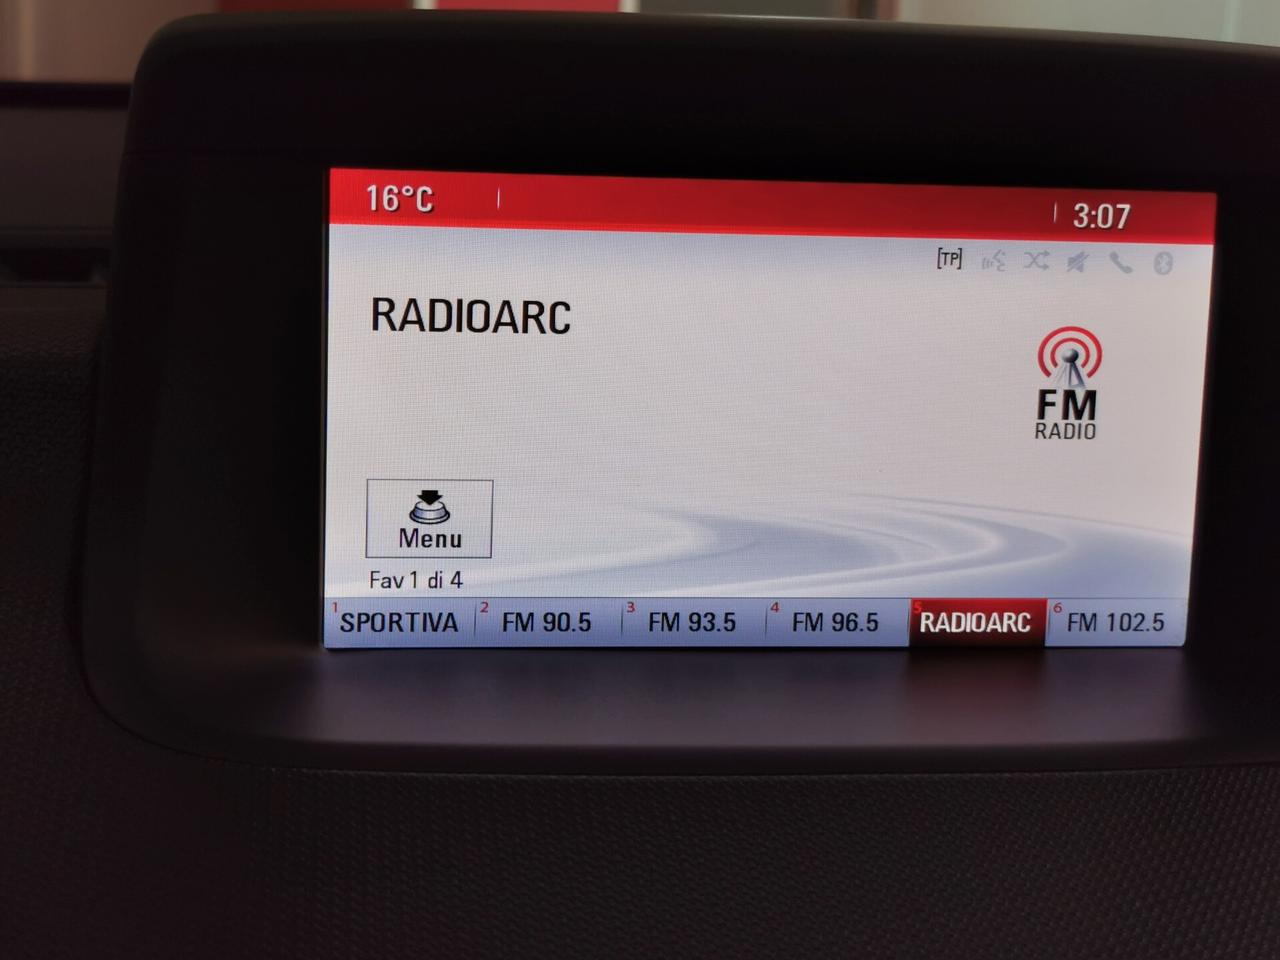 16°C
3:07
[TP]
RADIOARC
FM
RADIO
Menu
Fav 1 di 4
1 SPORTIVA 2 FM 90.5 3 FM 93.5 4 FM 96.5 5 RADIOARC 6 FM 102.5